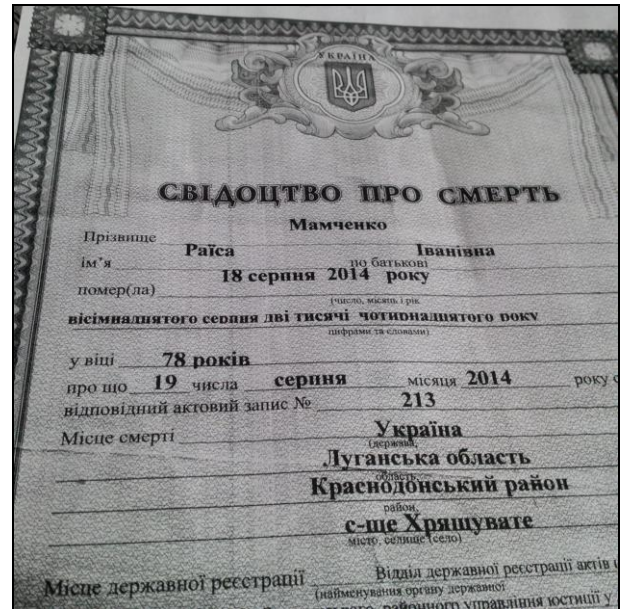 УКРАЇНА
СВІДОЦТВО ПРО СМЕРТЬ
Мамченко
Прізвище
Раїса Іванівна
ім'я по батькові
18 серпня 2014 року
помер(ла)
(число, місяць і рік
вісімнадцятого серпня дві тисячі чотирнадцятого року
цифрами та словами)
у віці 78 років
про що 19 числа серпня місяця 2014 року
відповідний актовий запис № 213
Місце смерті Україна
(держава,
Луганська область
область,
Краснодонський район
район,
с-ще Хрящувате
місто, селище (село)
Місце державної реєстрації Відділ державної реєстрації актів
(найменування органу державної
районного управління юстиції у